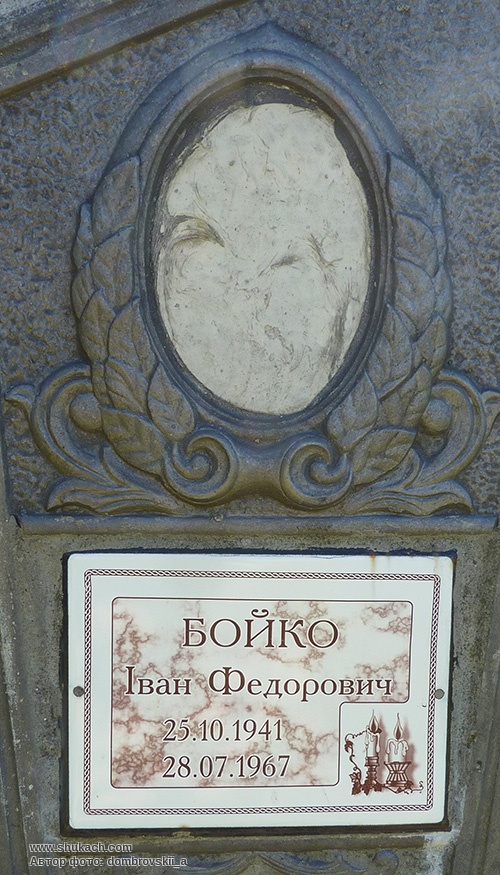 БОЙКО
Іван Федорович
25.10.1941
28.07.1967
www.shukach.com
Автор фото: dombrovskii_a